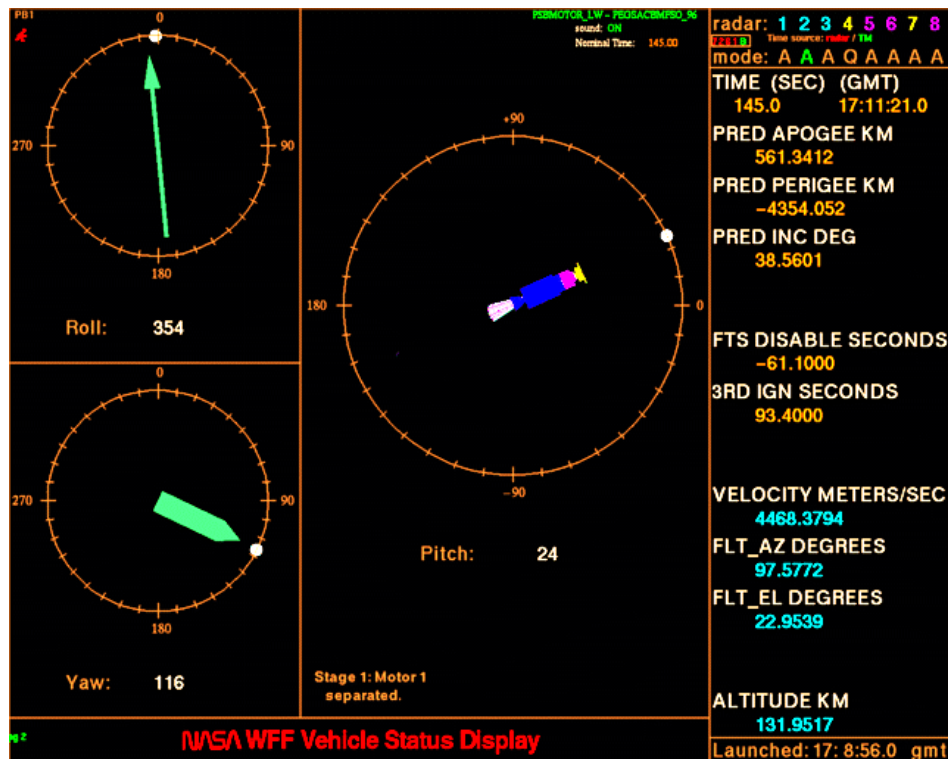 PB1
0
270
90
180
Roll: 354
0
270
90
180
Yaw: 116
PSBMOTOR_LW - PEGSACBMPSO_96
sound: ON
Nominal Time: 145.00
+90
180
0
-90
Pitch: 24
Stage 1: Motor 1
separated.
radar: 1 2 3 4 5 6 7 8
Time source: radar / TM
mode: A A A Q A A A A
TIME (SEC) (GMT)
145.0 17:11:21.0
PRED APOGEE KM
561.3412
PRED PERIGEE KM
-4354.052
PRED INC DEG
38.5601
FTS DISABLE SECONDS
-61.1000
3RD IGN SECONDS
93.4000
VELOCITY METERS/SEC
4468.3794
FLT_AZ DEGREES
97.5772
FLT_EL DEGREES
22.9539
ALTITUDE KM
131.9517
Launched: 17: 8:56.0 gmt
NASA WFF Vehicle Status Display